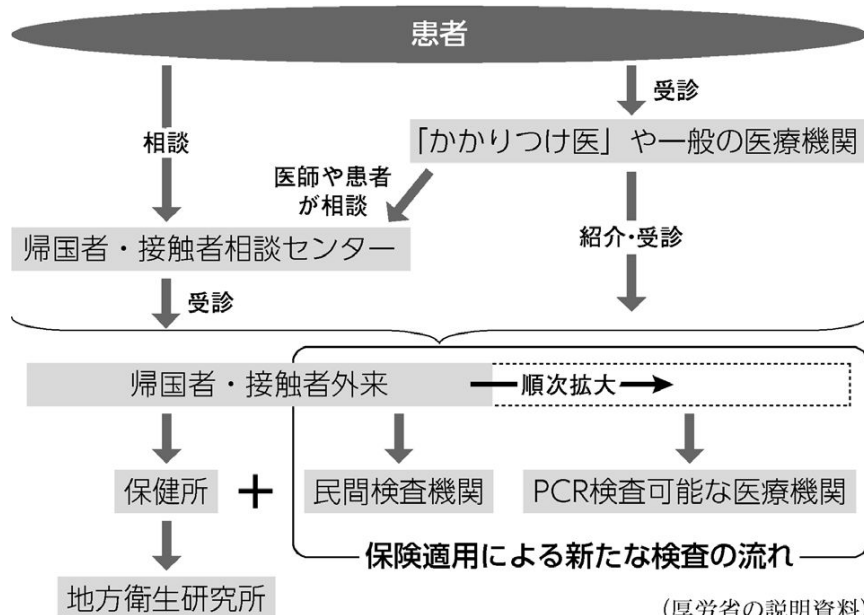 患者
受診
相談
「かかりつけ医」や一般の医療機関
医師や患者
が相談
帰国者・接触者相談センター
紹介・受診
受診
帰国者・接触者外来
順次拡大
保健所
+
民間検査機関
PCR検査可能な医療機関
保険適用による新たな検査の流れ
地方衛生研究所
(厚労省の説明資料)